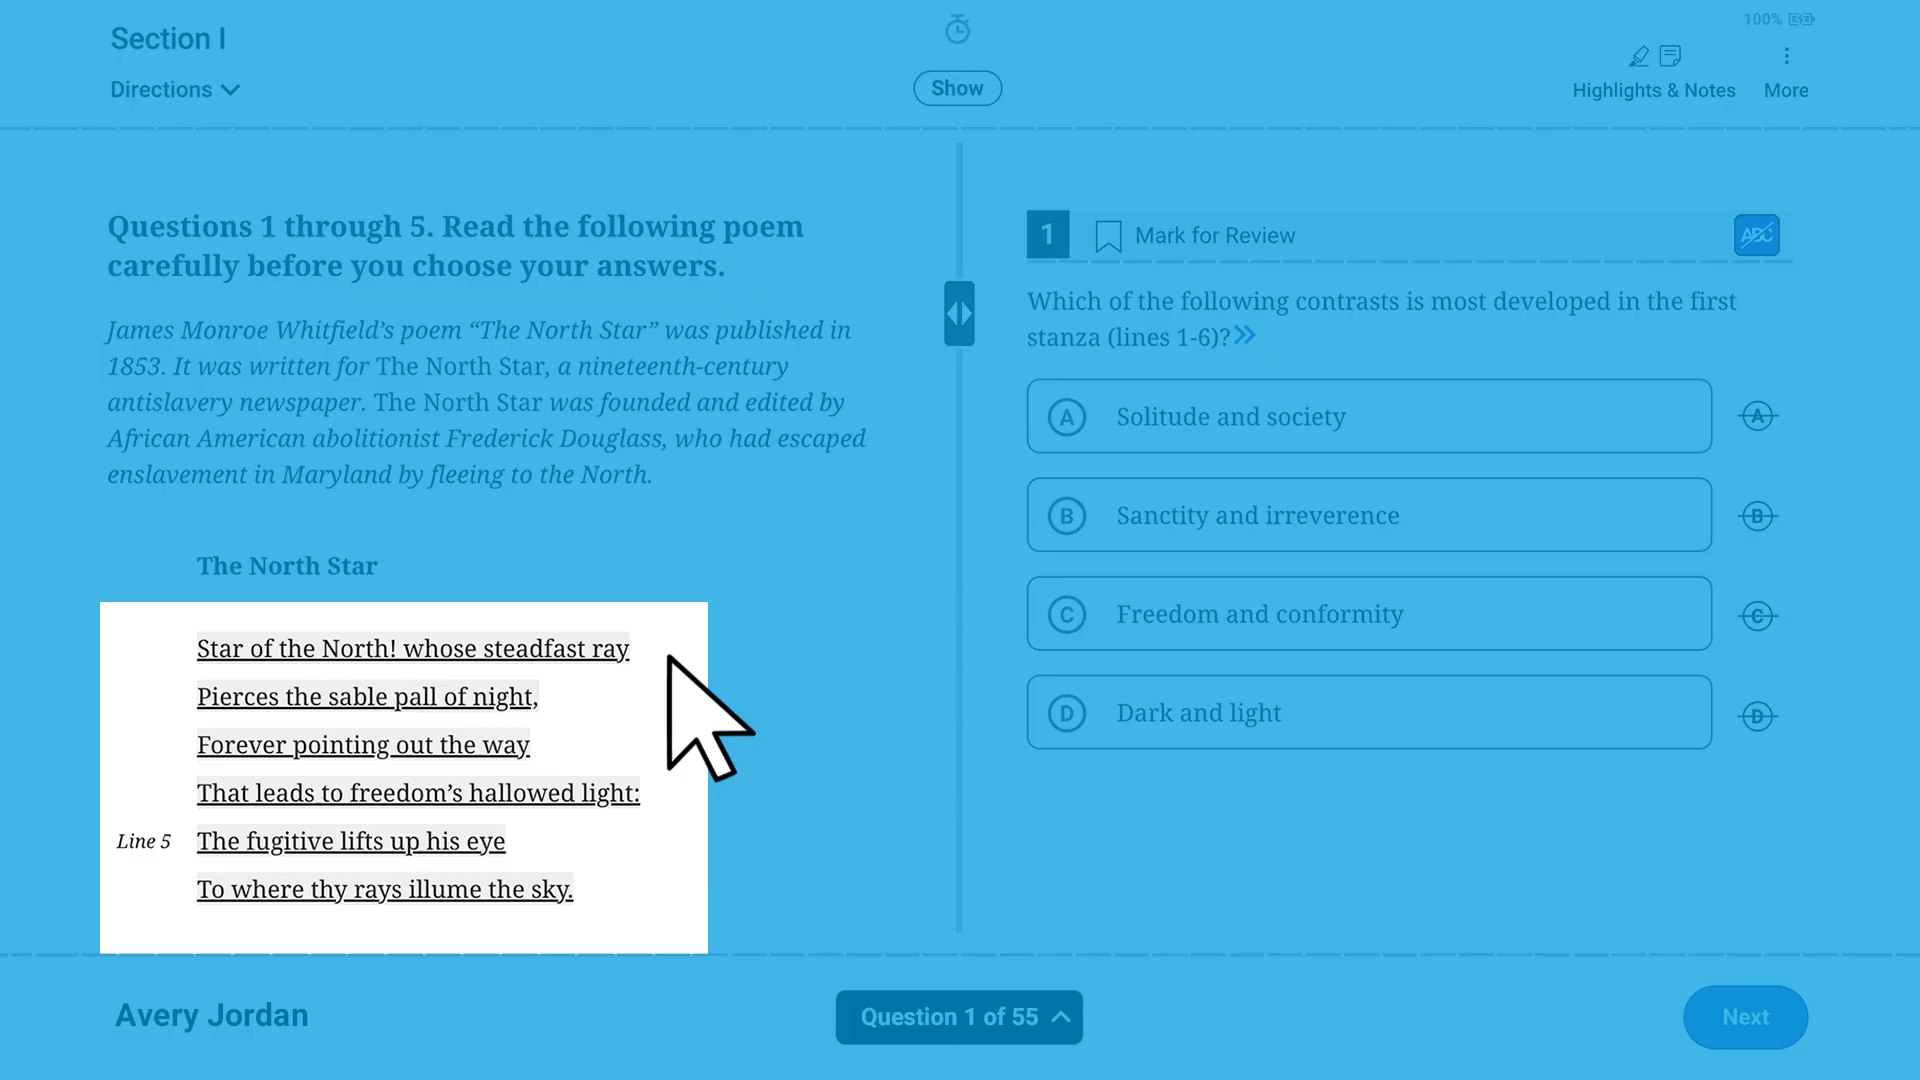 Section I
Directions
Show
100%
Highlights & Notes
More
Questions 1 through 5. Read the following poem
carefully before you choose your answers.
James Monroe Whitfield’s poem “The North Star” was published in
1853. It was written for The North Star, a nineteenth-century
antislavery newspaper. The North Star was founded and edited by
African American abolitionist Frederick Douglass, who had escaped
enslavement in Maryland by fleeing to the North.
The North Star
Star of the North! whose steadfast ray
Pierces the sable pall of night,
Forever pointing out the way
That leads to freedom’s hallowed light:
Line 5 The fugitive lifts up his eye
To where thy rays illume the sky.
1 Mark for Review ABC
Which of the following contrasts is most developed in the first
stanza (lines 1-6)?
A Solitude and society A
B Sanctity and irreverence B
C Freedom and conformity C
D Dark and light D
Avery Jordan
Question 1 of 55
Next